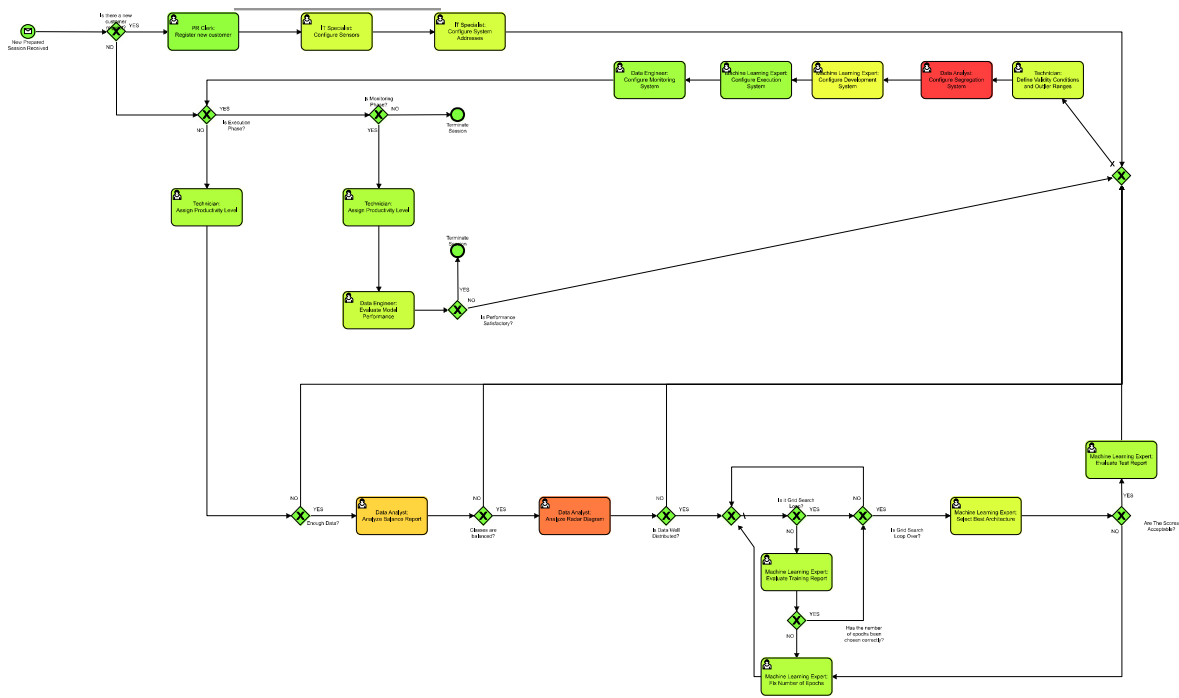 Is there a new
customer
YES
NO
New Prepared
Session Received
PR Clerk:
Register new customer
IT Specialist:
Configure Sensors
IT Specialist:
Configure System
Addresses
Data Engineer:
Configure Monitoring
System
Machine Learning Expert:
Configure Execution
System
Machine Learning Expert:
Configure Development
System
Data Analyst:
Configure Segregation
System
Technician:
Define Validity Conditions
and Outlier Ranges
YES
NO
Is Execution
Phase?
Is Monitoring
Phase?
NO
YES
Terminate
Session
Technician:
Assign Productivity Level
Technician:
Assign Productivity Level
Terminate
Session
YES
NO
Data Engineer:
Evaluate Model
Performance
Is Performance
Satisfactory?
Machine Learning Expert:
Evaluate Test Report
YES
NO
Are The Scores
Acceptable?
NO
YES
Enough Data?
Data Analyst:
Analyze Balance Report
NO
YES
Classes are
balanced?
Data Analyst:
Analyze Radar Diagram
NO
YES
Is Data Well
Distributed?
Is it Grid Search
Loop?
YES
NO
NO
YES
Is Grid Search
Loop Over?
Machine Learning Expert:
Select Best Architecture
Machine Learning Expert:
Evaluate Training Report
YES
NO
Has the number
of epochs been
chosen correctly?
Machine Learning Expert:
Fix Number of Epochs